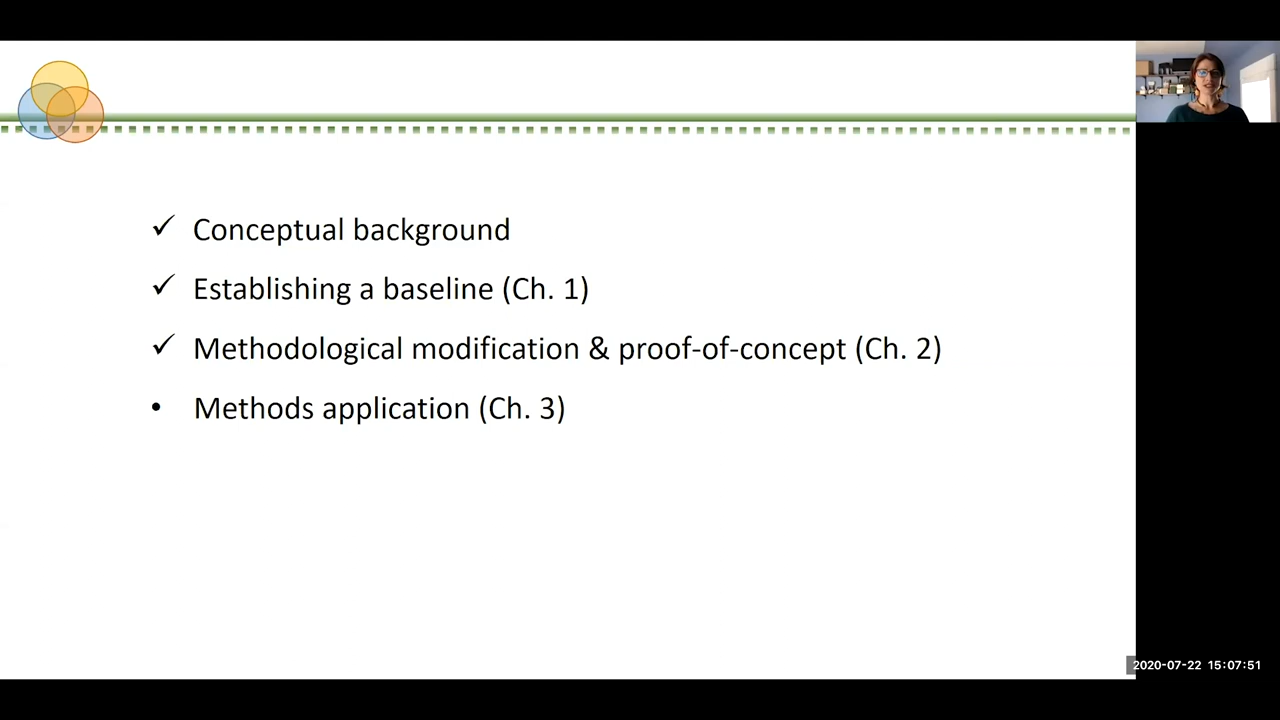 ✓ Conceptual background
✓ Establishing a baseline (Ch. 1)
✓ Methodological modification & proof-of-concept (Ch. 2)
• Methods application (Ch. 3)
2020-07-22 15:07:51